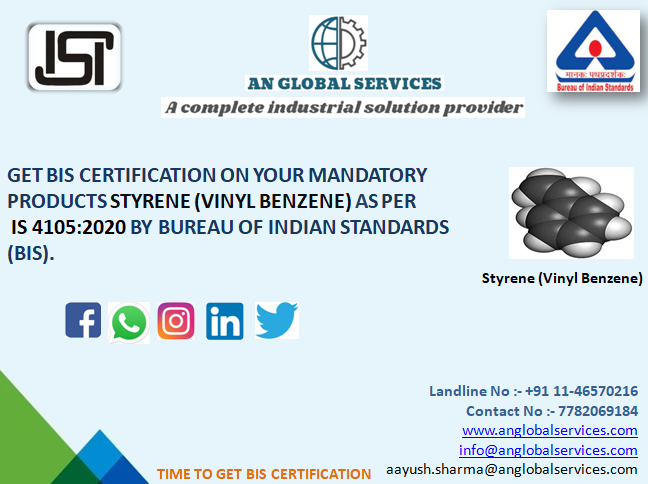 ISI
AN GLOBAL SERVICES
A complete industrial solution provider
मानकः पथप्रदर्शकः
Bureau of Indian Standards
GET BIS CERTIFICATION ON YOUR MANDATORY
PRODUCTS STYRENE (VINYL BENZENE) AS PER
IS 4105:2020 BY BUREAU OF INDIAN STANDARDS
(BIS).
Styrene (Vinyl Benzene)
Landline No :- +91 11-46570216
Contact No :- 7782069184
www.anglobalservices.com
info@anglobalservices.com
TIME TO GET BIS CERTIFICATION
aayush.sharma@anglobalservices.com